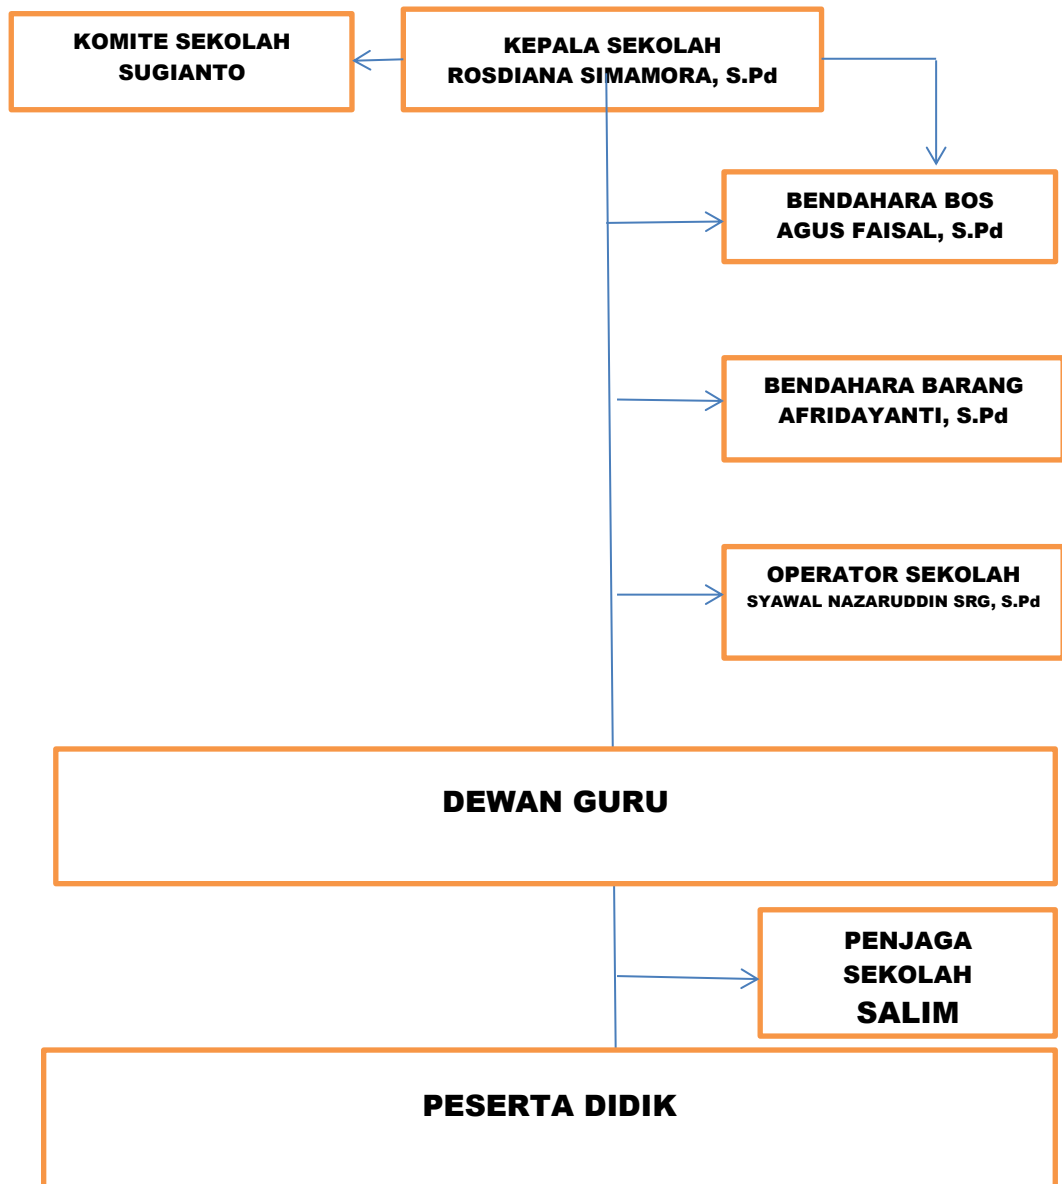 KOMITE SEKOLAH
SUGIANTO
KEPALA SEKOLAH
ROSDIANA SIMAMORA, S.Pd
BENDAHARA BOS
AGUS FAISAL, S.Pd
BENDAHARA BARANG
AFRIDAYANTI, S.Pd
OPERATOR SEKOLAH
SYAWAL NAZARUDDIN SRG, S.Pd
DEWAN GURU
PENJAGA
SEKOLAH
SALIM
PESERTA DIDIK